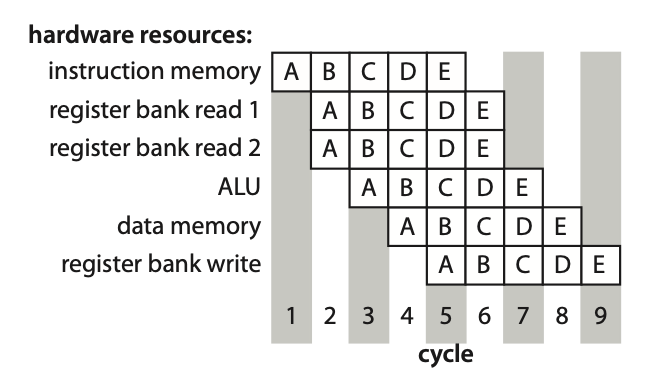 hardware resources:
instruction memory A B C D E
register bank read 1 A B C D E
register bank read 2 A B C D E
ALU A B C D E
data memory A B C D E
register bank write A B C D E
1 2 3 4 5 6 7 8 9
cycle